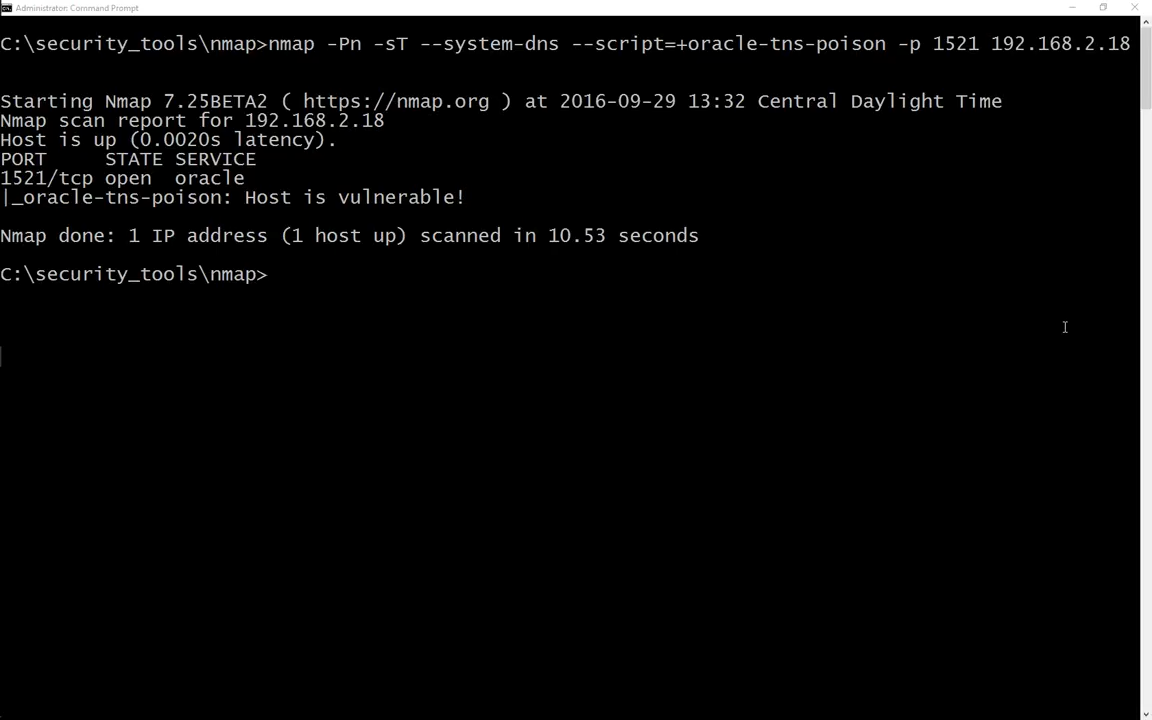 Administrator: Command Prompt
C:\security_tools\nmap>nmap -Pn -sT --system-dns --script=+oracle-tns-poison -p 1521 192.168.2.18
Starting Nmap 7.25BETA2 ( https://nmap.org ) at 2016-09-29 13:32 Central Daylight Time
Nmap scan report for 192.168.2.18
Host is up (0.0020s latency).
PORT     STATE SERVICE
1521/tcp open  oracle
|_oracle-tns-poison: Host is vulnerable!
Nmap done: 1 IP address (1 host up) scanned in 10.53 seconds
C:\security_tools\nmap>